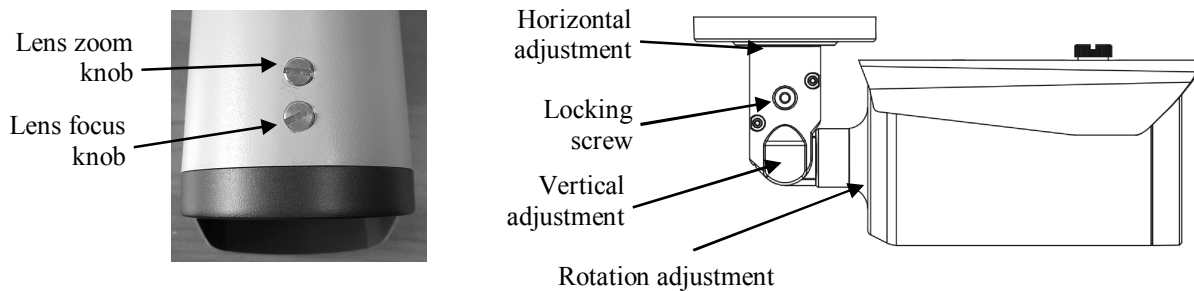 Lens zoom
knob
Lens focus
knob
Horizontal
adjustment
Locking
screw
Vertical
adjustment
Rotation adjustment